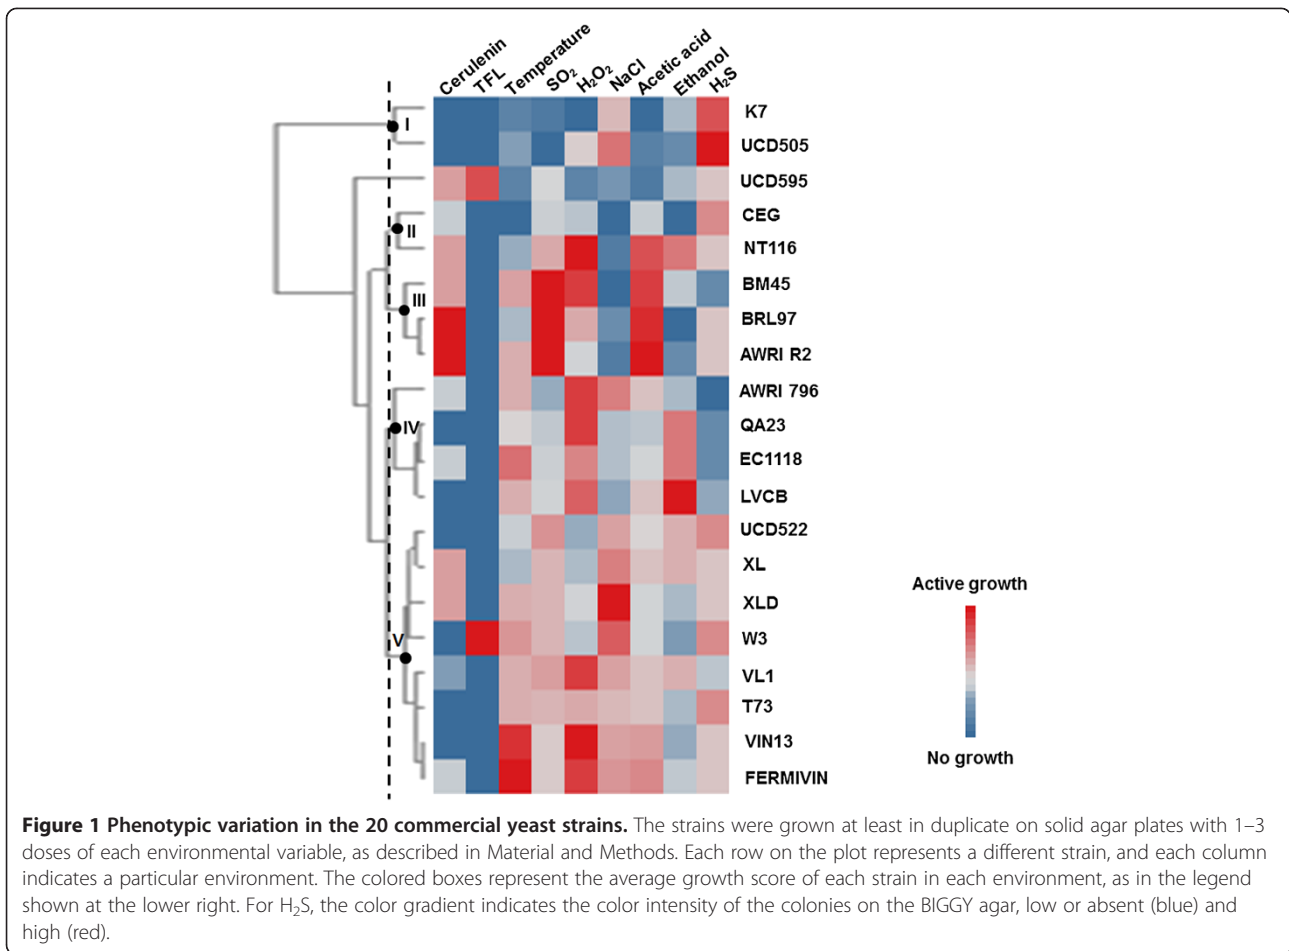 Cerulenin
TFL
Temperature
SO₂
H₂O₂
NaCl
Acetic acid
Ethanol
H₂S
I
K7
UCD505
UCD595
II
CEG
NT116
III
BM45
BRL97
AWRI R2
AWRI 796
IV
QA23
EC1118
LVCB
UCD522
XL
XLD
V
W3
VL1
T73
VIN13
FERMIVIN
Active growth
No growth
Figure 1 Phenotypic variation in the 20 commercial yeast strains. The strains were grown at least in duplicate on solid agar plates with 1–3
doses of each environmental variable, as described in Material and Methods. Each row on the plot represents a different strain, and each column
indicates a particular environment. The colored boxes represent the average growth score of each strain in each environment, as in the legend
shown at the lower right. For H₂S, the color gradient indicates the color intensity of the colonies on the BIGGY agar, low or absent (blue) and
high (red).